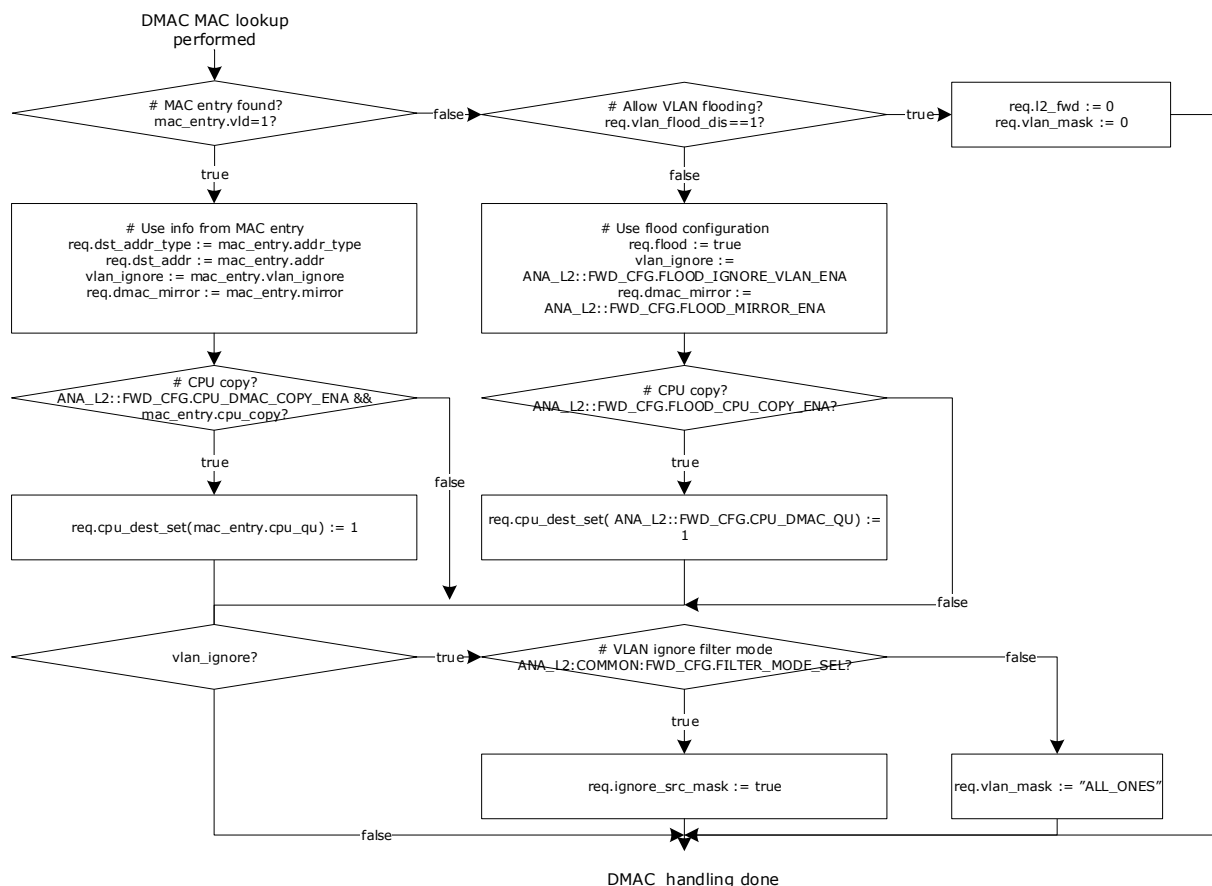 DMAC MAC lookup
performed
# MAC entry found?
mac_entry.vld=1?
false
# Allow VLAN flooding?
req.vlan_flood_dis==1?
true
req.l2_fwd := 0
req.vlan_mask := 0
true
false
# Use info from MAC entry
req.dst_addr_type := mac_entry.addr_type
req.dst_addr := mac_entry.addr
vlan_ignore := mac_entry.vlan_ignore
req.dmac_mirror := mac_entry.mirror
# Use flood configuration
req.flood := true
vlan_ignore :=
ANA_L2::FWD_CFG.FLOOD_IGNORE_VLAN_ENA
req.dmac_mirror :=
ANA_L2::FWD_CFG.FLOOD_MIRROR_ENA
# CPU copy?
ANA_L2::FWD_CFG.CPU_DMAC_COPY_ENA &&
mac_entry.cpu_copy?
# CPU copy?
ANA_L2::FWD_CFG.FLOOD_CPU_COPY_ENA?
true
false
true
false
req.cpu_dest_set(mac_entry.cpu_qu) := 1
req.cpu_dest_set( ANA_L2::FWD_CFG.CPU_DMAC_QU) :=
1
vlan_ignore?
true
# VLAN ignore filter mode
ANA_L2:COMMON:FWD_CFG.FILTER_MODE_SEL?
false
true
req.ignore_src_mask := true
req.vlan_mask := ”ALL_ONES”
false
DMAC handling done